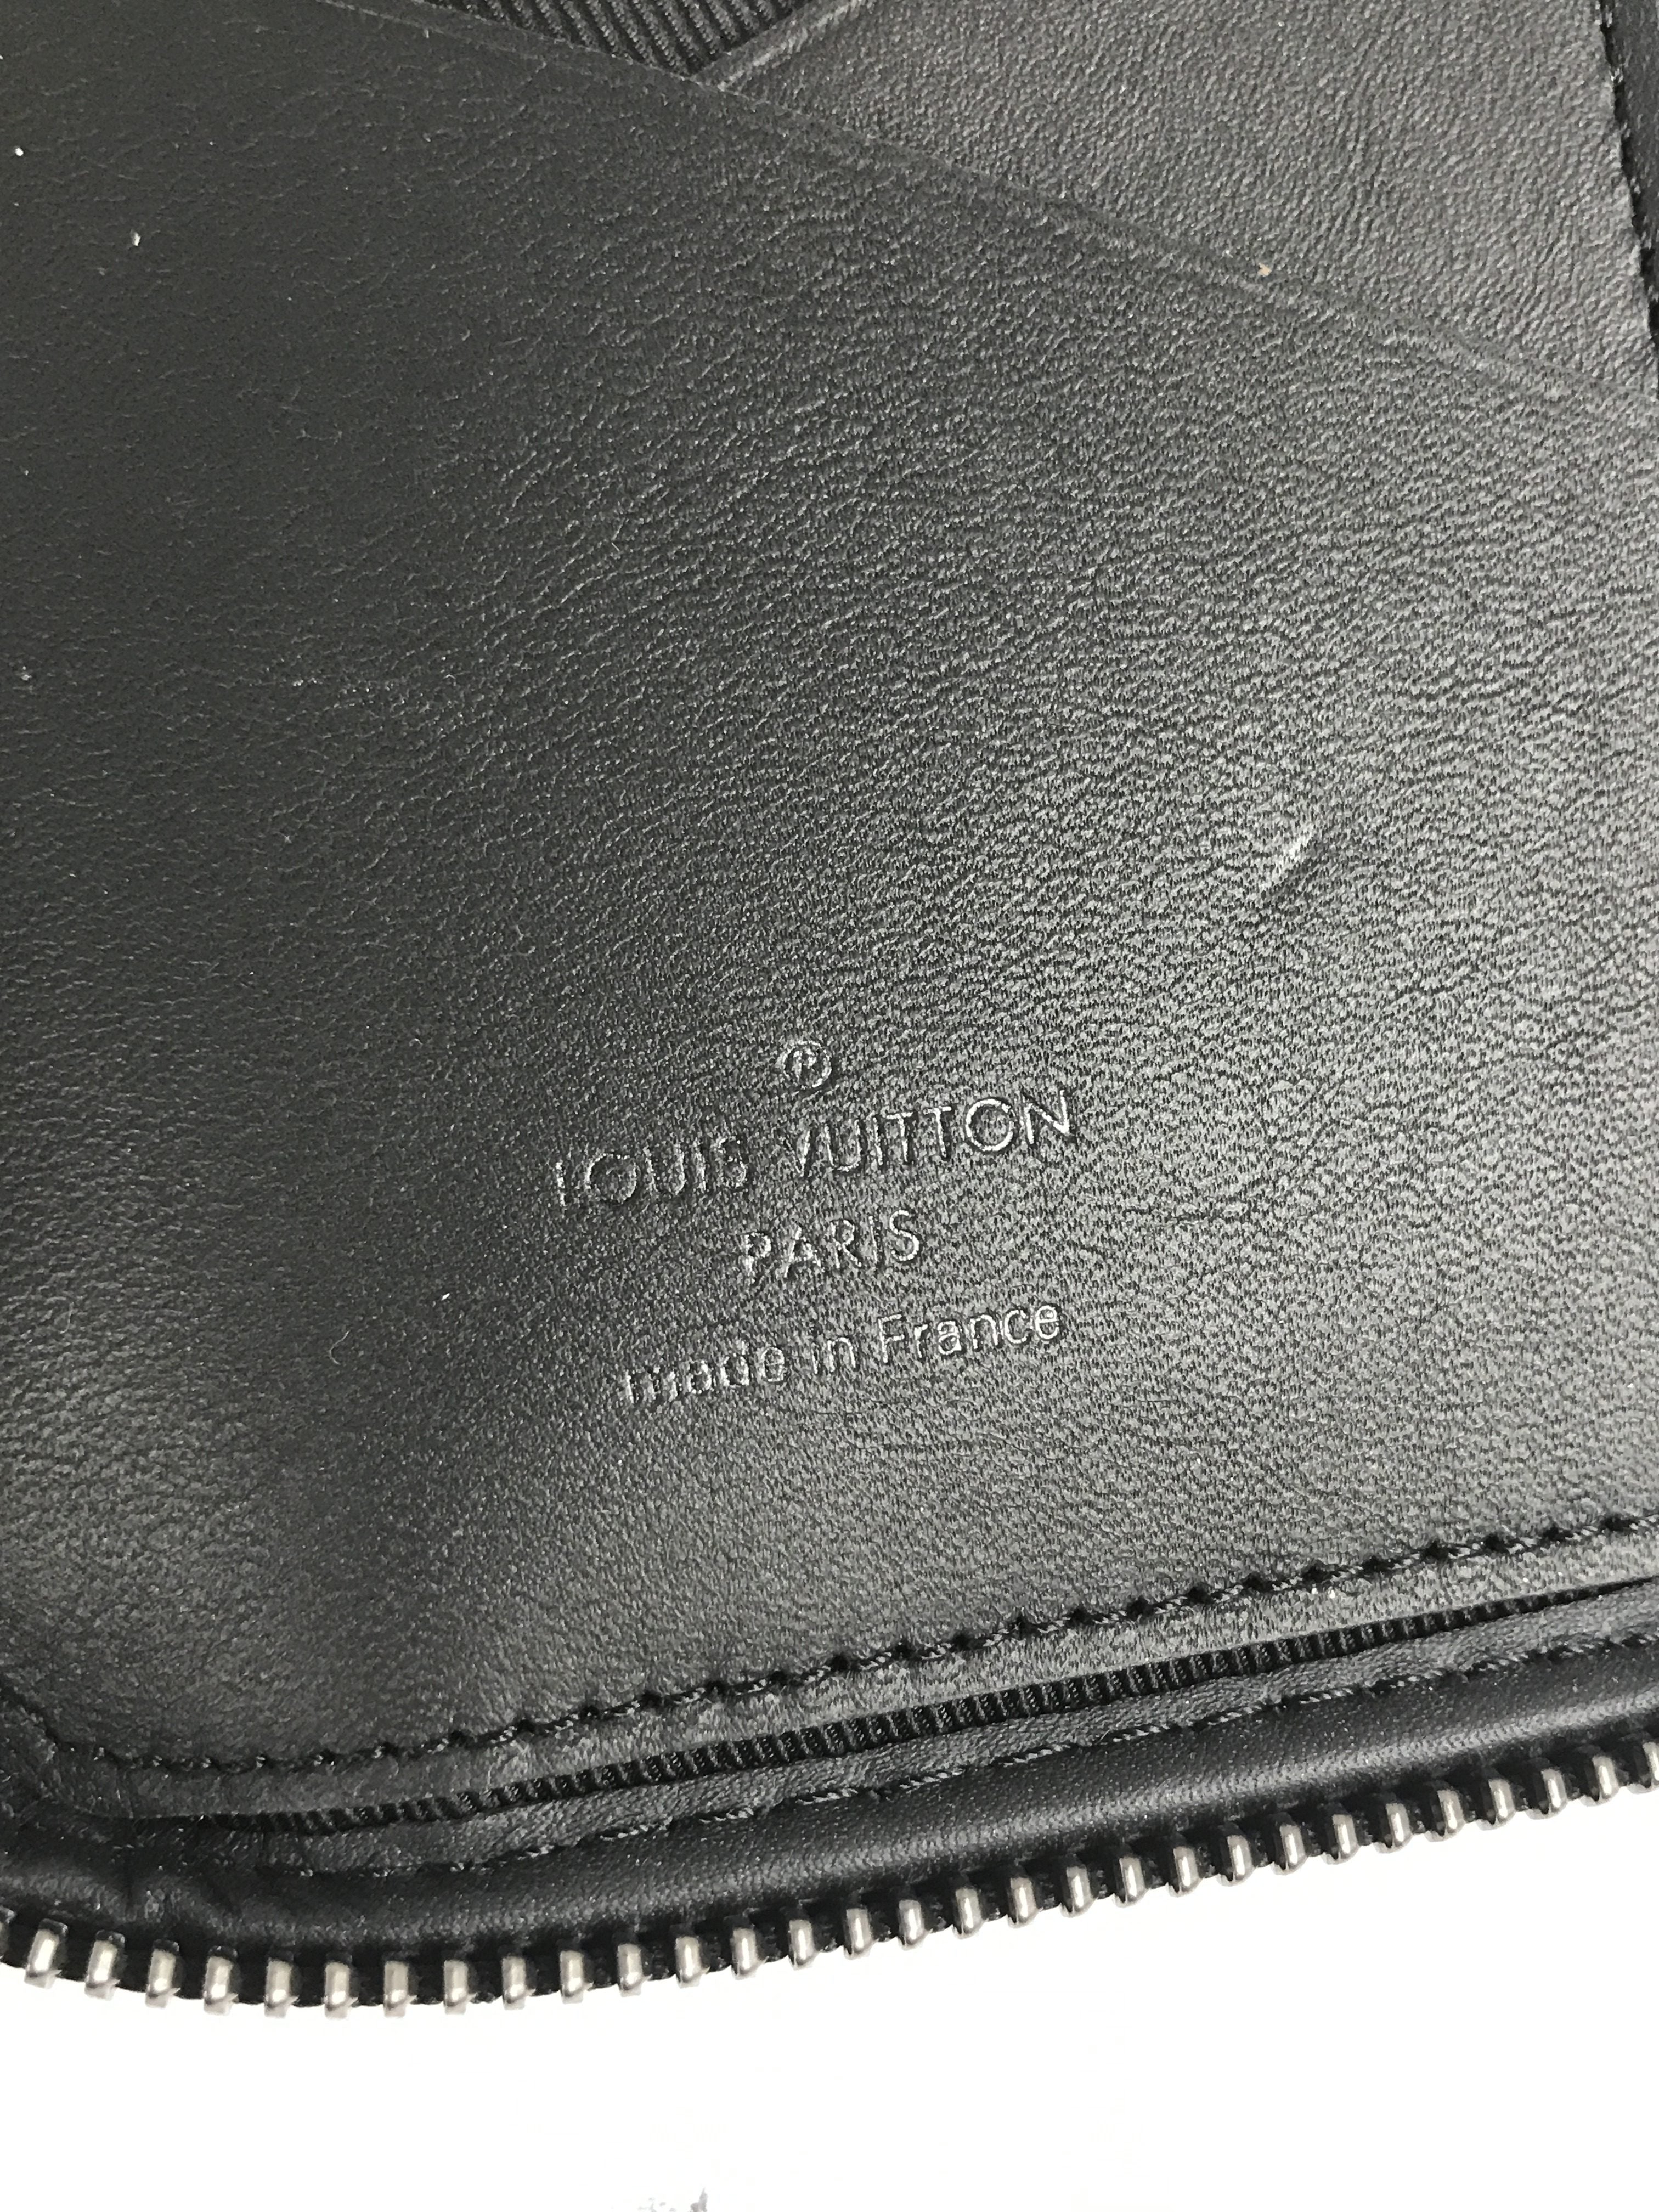 ®
LOUIS VUITTON
PARIS
made in France